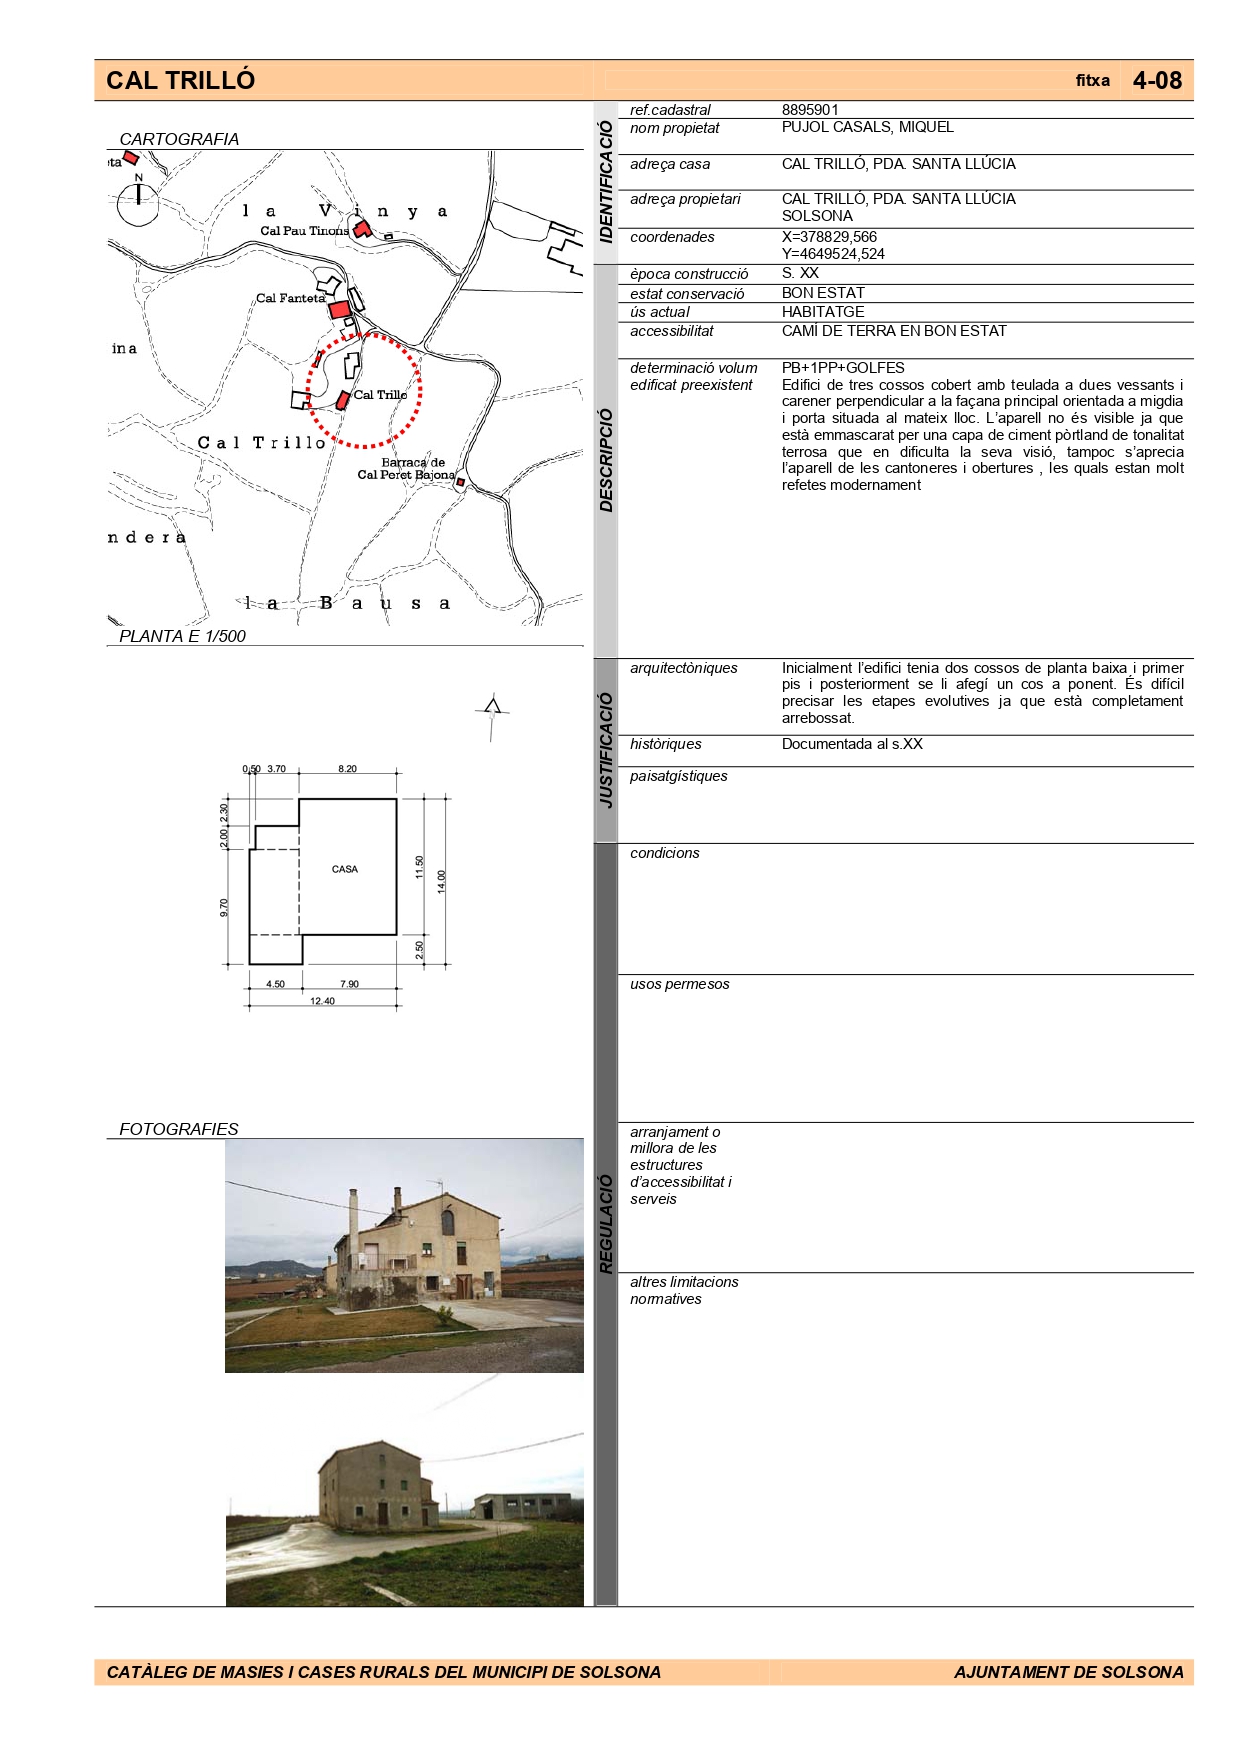 CAL TRILLÓ
fitxa 4-08
CARTOGRAFIA
ta
N
la Vinya
Cal Pau Tinons
Cal Fanteta
ina
Cal Trillo
Cal Trillo
Barraca de
Cal Peret Bajona
ndera
la Bausa
PLANTA E 1/500
0.50 3.70 8.20
2.30
2.00
9.70
CASA
11.50
14.00
2.50
4.50 7.90
12.40
FOTOGRAFIES
IDENTIFICACIÓ
ref.cadastral 8895901
nom propietat PUJOL CASALS, MIQUEL
adreça casa CAL TRILLÓ, PDA. SANTA LLÚCIA
adreça propietari CAL TRILLÓ, PDA. SANTA LLÚCIA
SOLSONA
coordenades X=378829,566
Y=4649524,524
DESCRIPCIÓ
època construcció S. XX
estat conservació BON ESTAT
ús actual HABITATGE
accessibilitat CAMÍ DE TERRA EN BON ESTAT
determinació volum PB+1PP+GOLFES
edificat preexistent Edifici de tres cossos cobert amb teulada a dues vessants i
carener perpendicular a la façana principal orientada a migdia
i porta situada al mateix lloc. L’aparell no és visible ja que
està emmascarat per una capa de ciment pòrtland de tonalitat
terrosa que en dificulta la seva visió, tampoc s’aprecia
l’aparell de les cantoneres i obertures , les quals estan molt
refetes modernament
JUSTIFICACIÓ
arquitectòniques Inicialment l’edifici tenia dos cossos de planta baixa i primer
pis i posteriorment se li afegí un cos a ponent. És difícil
precisar les etapes evolutives ja que està completament
arrebossat.
històriques Documentada al s.XX
paisatgístiques
REGULACIÓ
condicions
usos permesos
arranjament o
millora de les
estructures
d’accessibilitat i
serveis
altres limitacions
normatives
CATÀLEG DE MASIES I CASES RURALS DEL MUNICIPI DE SOLSONA AJUNTAMENT DE SOLSONA